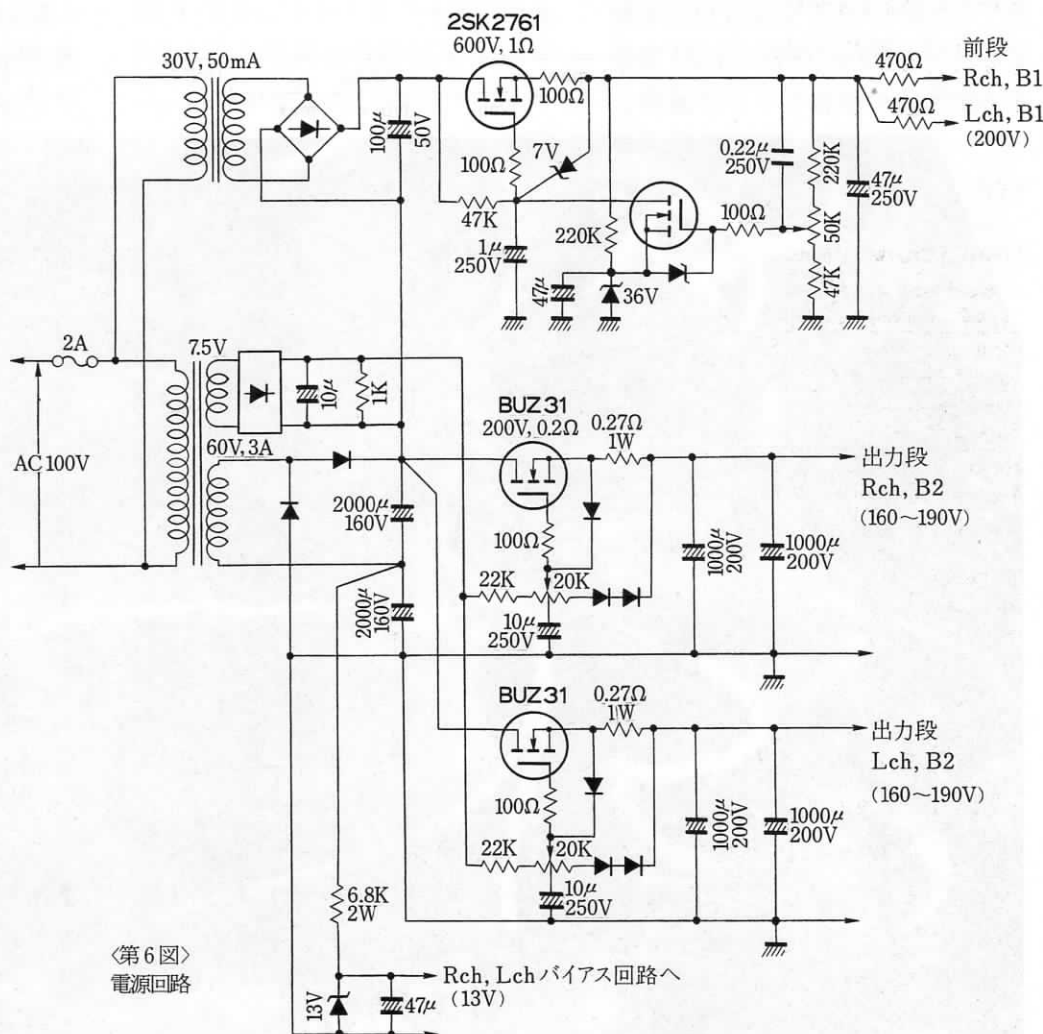 2SK2761
600V, 1Ω
30V, 50mA
100Ω
470Ω
前段
Rch, B1
470Ω
Lch, B1
(200V)
100μ
50V
100Ω
7V
0.22μ
250V
220K
47μ
250V
47K
220K
100Ω
50K
1μ
250V
47μ
36V
47K
2A
7.5V
10μ
1K
AC100V
60V, 3A
BUZ31
200V, 0.2Ω
0.27Ω
1W
出力段
Rch, B2
(160～190V)
2000μ
160V
100Ω
1000μ
200V
1000μ
200V
22K
20K
2000μ
160V
10μ
250V
BUZ31
0.27Ω
1W
出力段
Lch, B2
(160～190V)
100Ω
1000μ
200V
1000μ
200V
22K
20K
10μ
250V
6.8K
2W
〈第6図〉
電源回路
Rch, Lchバイアス回路へ
(13V)
13V
47μ